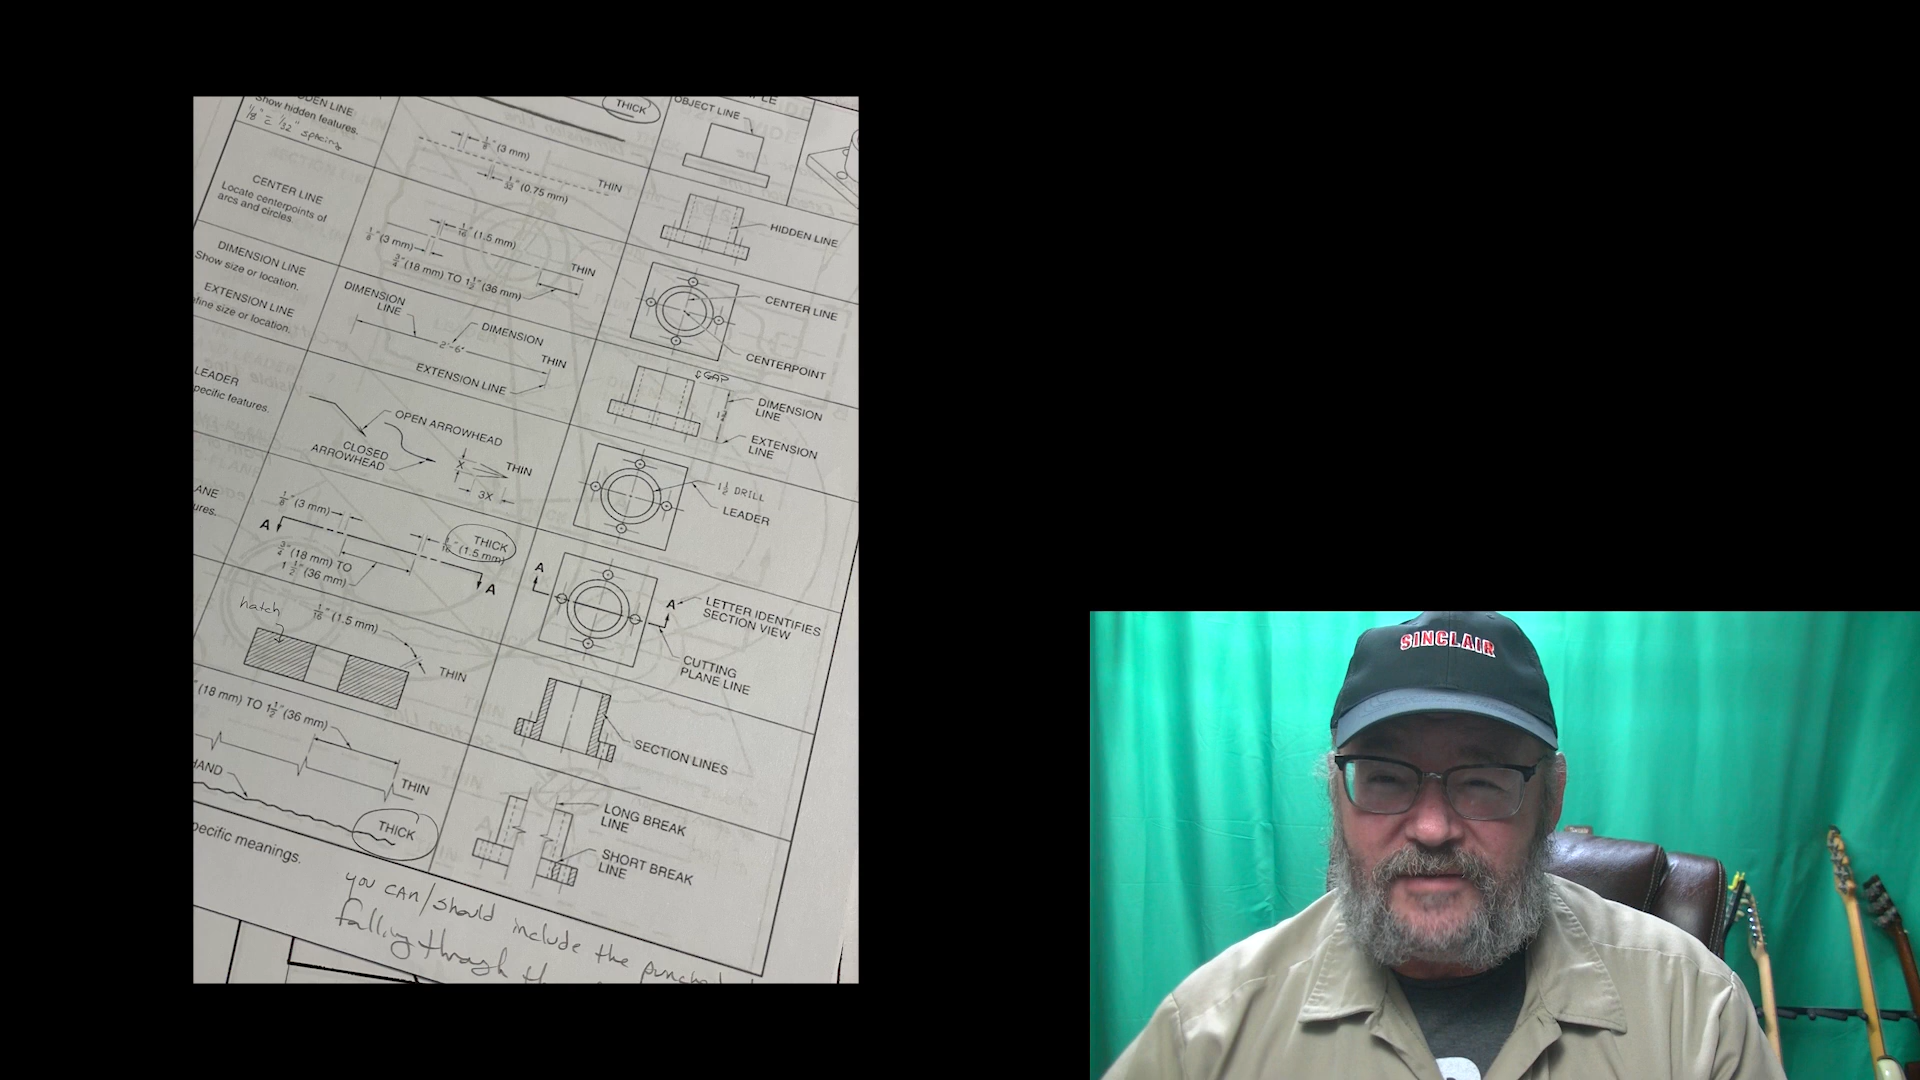 DDEN LINE
Show hidden features.
1/8" = 1/32" spacing
1/8" (3 mm)
1/32" (0.75 mm)
THIN
THICK
OBJECT LINE
HIDDEN LINE
CENTER LINE
Locate centerpoints of
arcs and circles.
1/16" (1.5 mm)
1/8" (3 mm)
3/4" (18 mm) TO 1 1/2" (36 mm)
THIN
CENTER LINE
CENTERPOINT
DIMENSION LINE
Show size or location.
EXTENSION LINE
fine size or location.
DIMENSION
LINE
DIMENSION
2'-6"
THIN
EXTENSION LINE
GAP
DIMENSION
LINE
EXTENSION
LINE
LEADER
pecific features.
OPEN ARROWHEAD
CLOSED
ARROWHEAD
X
THIN
3X
1 1/2 DRILL
LEADER
ANE
ures.
1/8" (3 mm)
A
THICK
1/16" (1.5 mm)
3/4" (18 mm) TO
1 1/2" (36 mm)
A
A
A
LETTER IDENTIFIES
SECTION VIEW
CUTTING
PLANE LINE
hatch
1/16" (1.5 mm)
THIN
SECTION LINES
" (18 mm) TO 1 1/2" (36 mm)
THIN
HAND
THICK
LONG BREAK
LINE
SHORT BREAK
LINE
pecific meanings.
you CAN/should include the
falling through
SINCLAIR